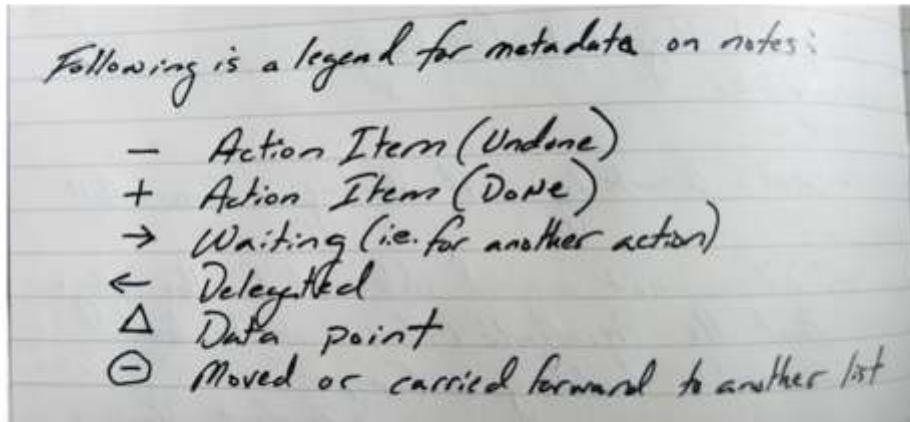 Following is a legend for metadata on notes:
− Action Item (Undone)
+ Action Item (DoNe)
→ Waiting (i.e. for another action)
← Delegated
△ Data point
⊖ Moved or carried forward to another list